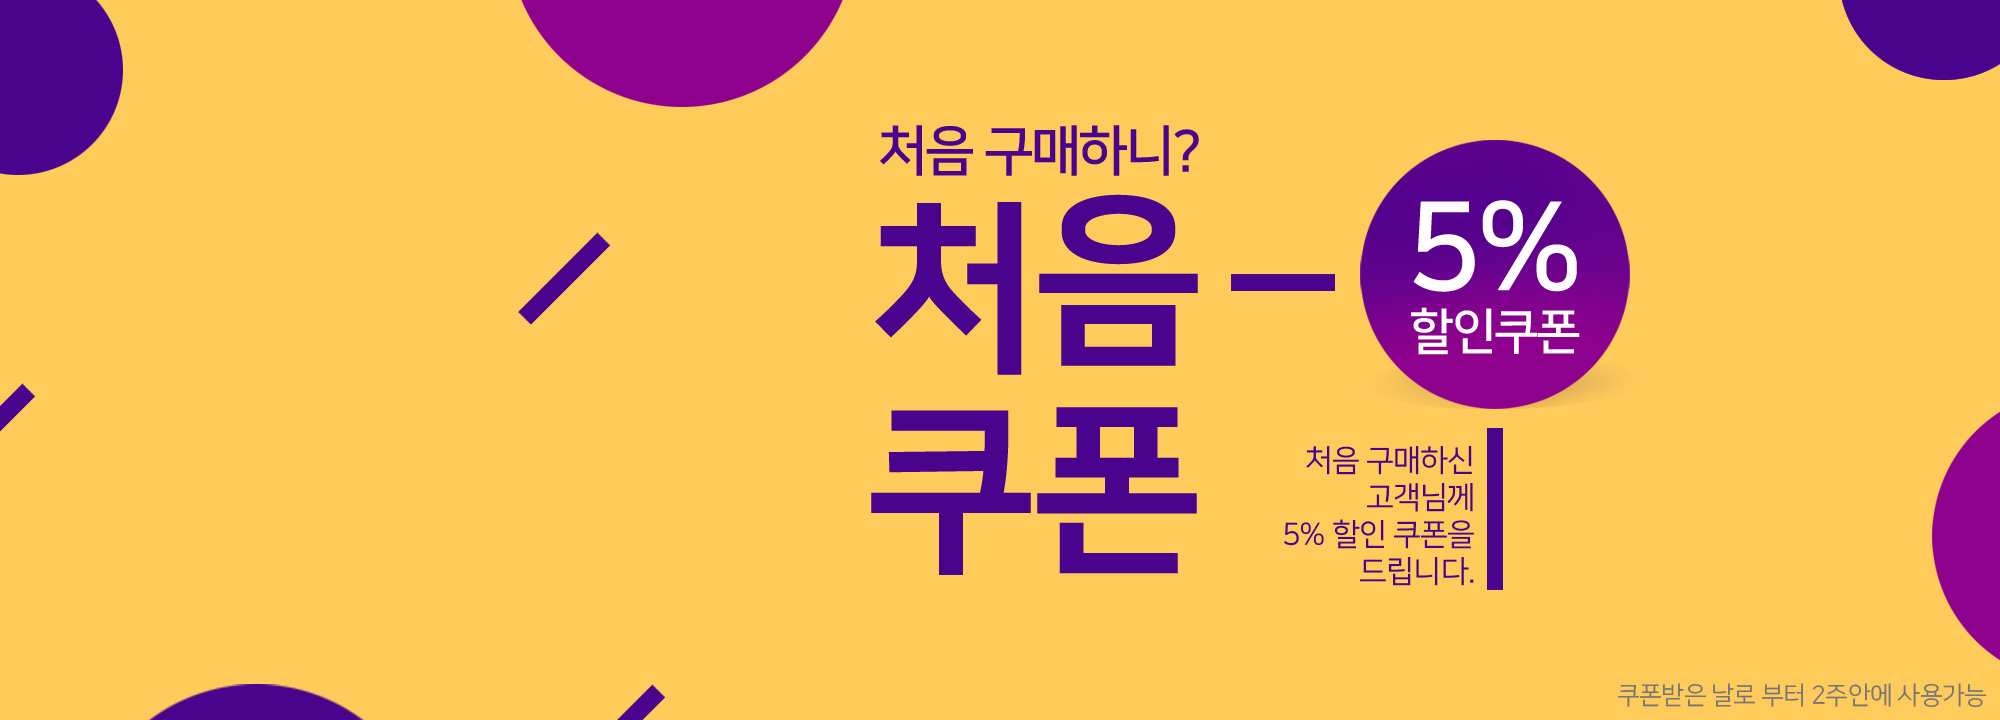 처음 구매하니?
처음
쿠폰
5%
할인쿠폰
처음 구매하신
고객님께
5% 할인 쿠폰을
드립니다.
쿠폰받은 날로 부터 2주안에 사용가능